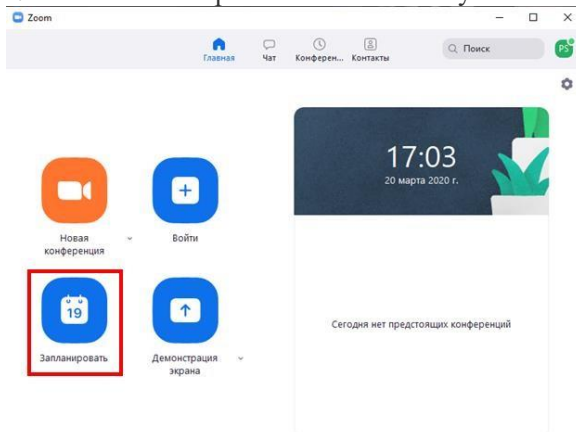 Zoom
Главная
Чат
Конферен...
Контакты
Поиск
PS
17:03
20 марта 2020 г.
Новая
конференция
Войти
19
Запланировать
Демонстрация
экрана
Сегодня нет предстоящих конференций